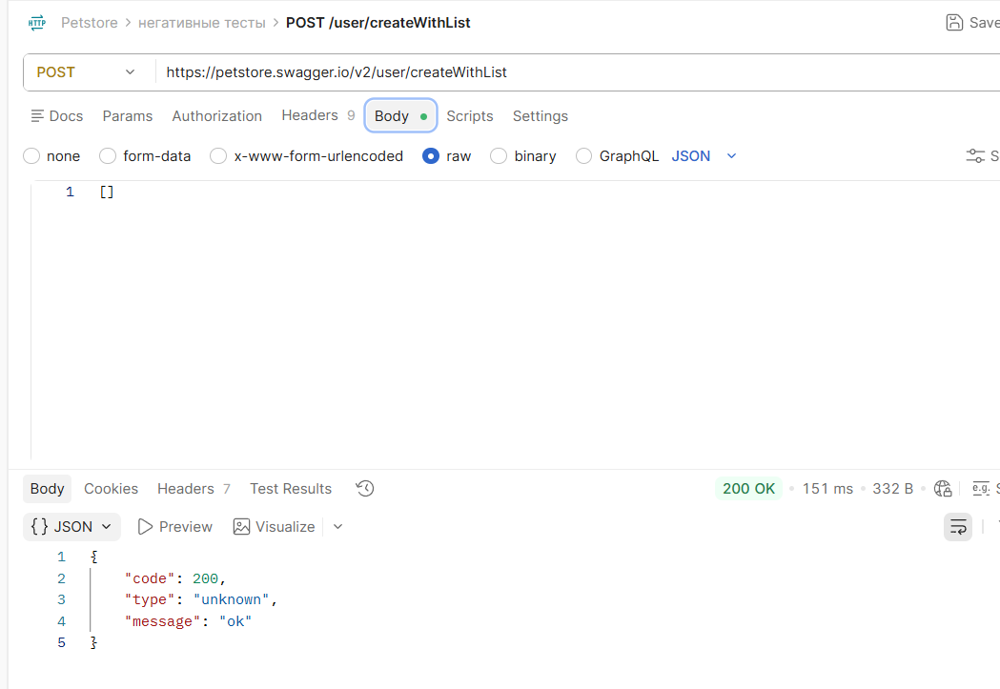 HTTP Petstore > негативные тесты > POST /user/createWithList Save
POST https://petstore.swagger.io/v2/user/createWithList
Docs Params Authorization Headers 9 Body Scripts Settings
none form-data x-www-form-urlencoded raw binary GraphQL JSON S
1 []
Body Cookies Headers 7 Test Results 200 OK 151 ms 332 B e.g. S
{} JSON Preview Visualize
1 {
2 "code": 200,
3 "type": "unknown",
4 "message": "ok"
5 }